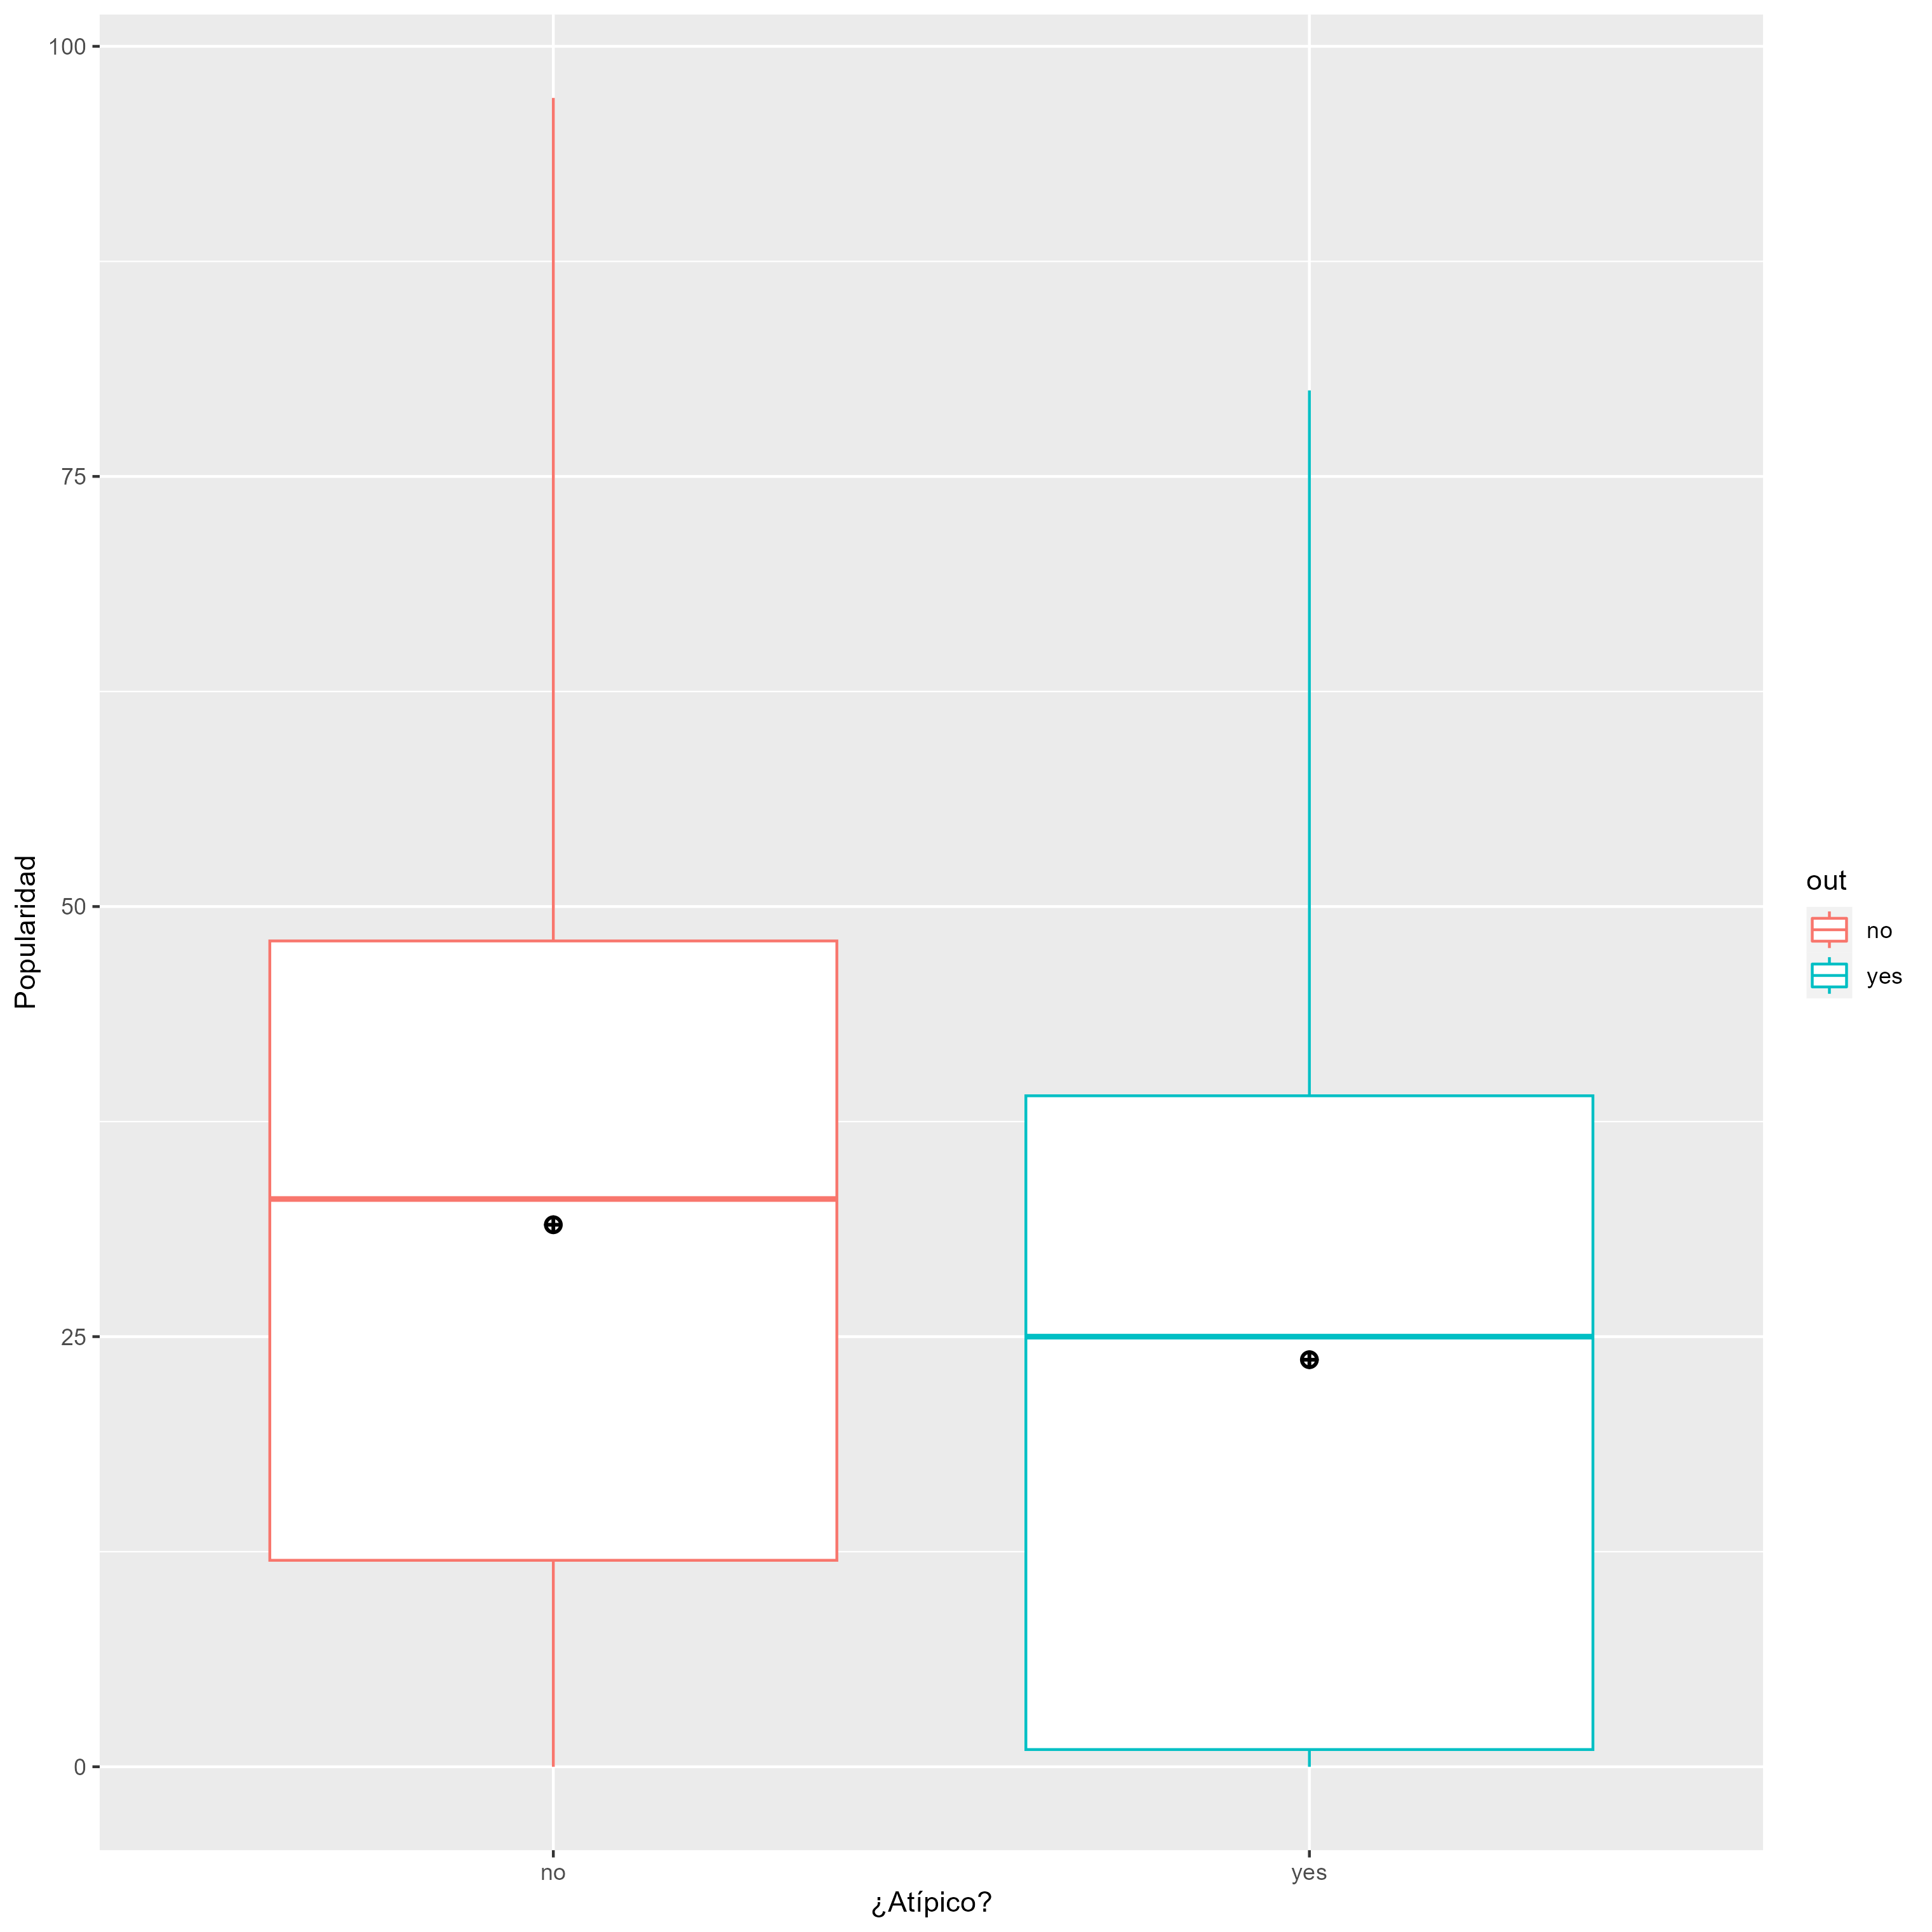 100
75
50
25
0
Popularidad
no
yes
¿Atípico?
out
no
yes